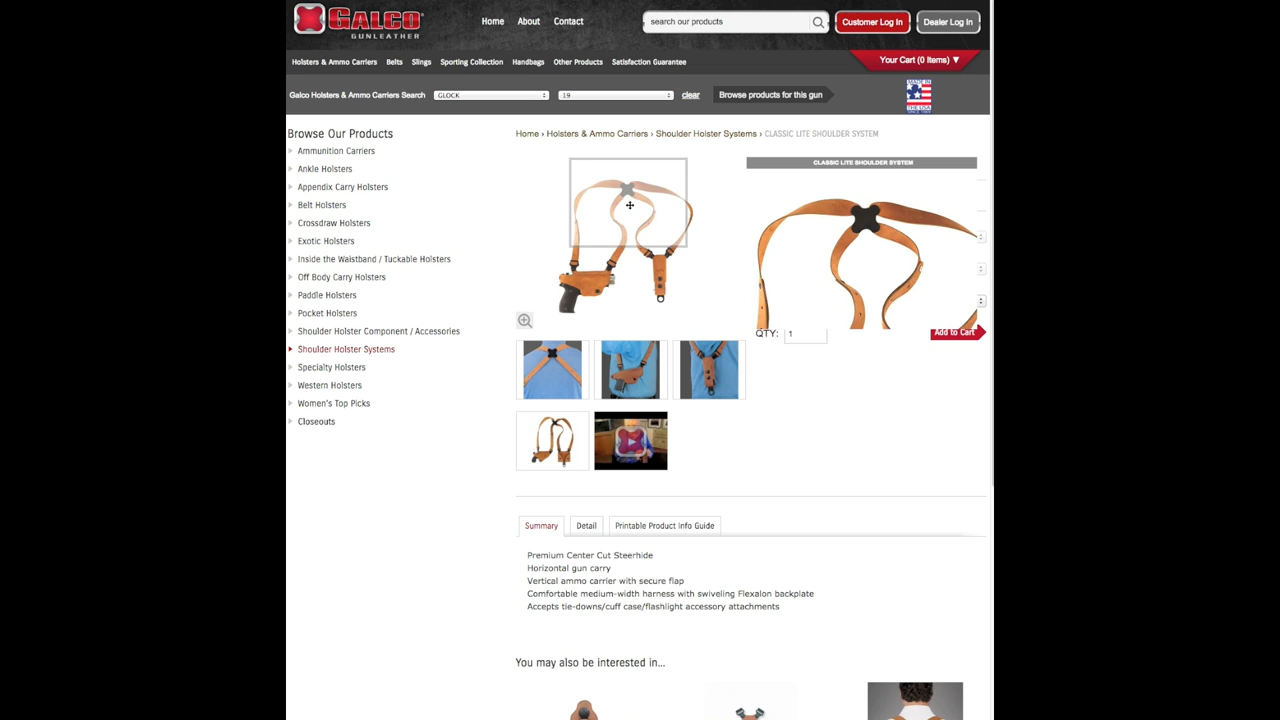 GALCO
GUNLEATHER
Home About Contact
search our products
Customer Log In
Dealer Log In
Holsters & Ammo Carriers Belts Slings Sporting Collection Handbags Other Products Satisfaction Guarantee
Your Cart (0 Items) ▼
Galco Holsters & Ammo Carriers Search GLOCK 19 clear Browse products for this gun
MADE IN
THE USA
Browse Our Products
Ammunition Carriers
Ankle Holsters
Appendix Carry Holsters
Belt Holsters
Crossdraw Holsters
Exotic Holsters
Inside the Waistband / Tuckable Holsters
Off Body Carry Holsters
Paddle Holsters
Pocket Holsters
Shoulder Holster Component / Accessories
Shoulder Holster Systems
Specialty Holsters
Western Holsters
Women's Top Picks
Closeouts
Home › Holsters & Ammo Carriers › Shoulder Holster Systems › CLASSIC LITE SHOULDER SYSTEM
CLASSIC LITE SHOULDER SYSTEM
QTY: 1
Add to Cart
Summary Detail Printable Product Info Guide
Premium Center Cut Steerhide
Horizontal gun carry
Vertical ammo carrier with secure flap
Comfortable medium-width harness with swiveling Flexalon backplate
Accepts tie-downs/cuff case/flashlight accessory attachments
You may also be interested in...